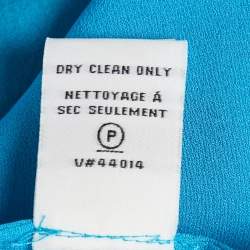 DRY CLEAN ONLY
NETTOYAGE Á
SEC SEULEMENT
P
V#44014